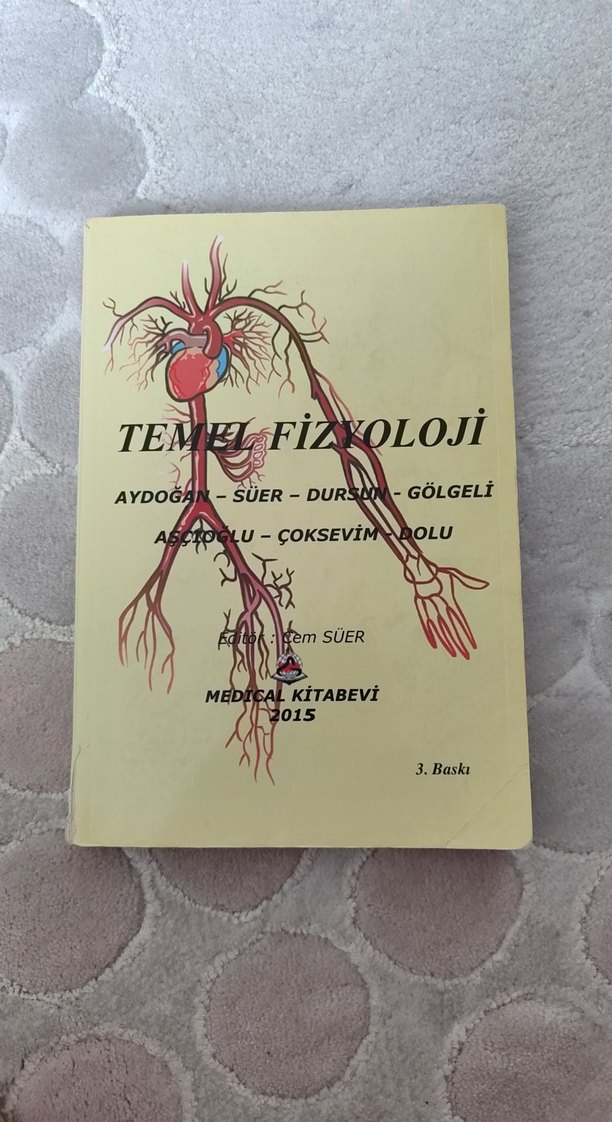 TEMEL FİZYOLOJİ
AYDOĞAN – SÜER – DURSUN - GÖLGELİ
AŞÇIOĞLU – ÇOKSEVİM - DOLU
Editör : Cem SÜER
MEDICAL KİTABEVİ
2015
3. Baskı